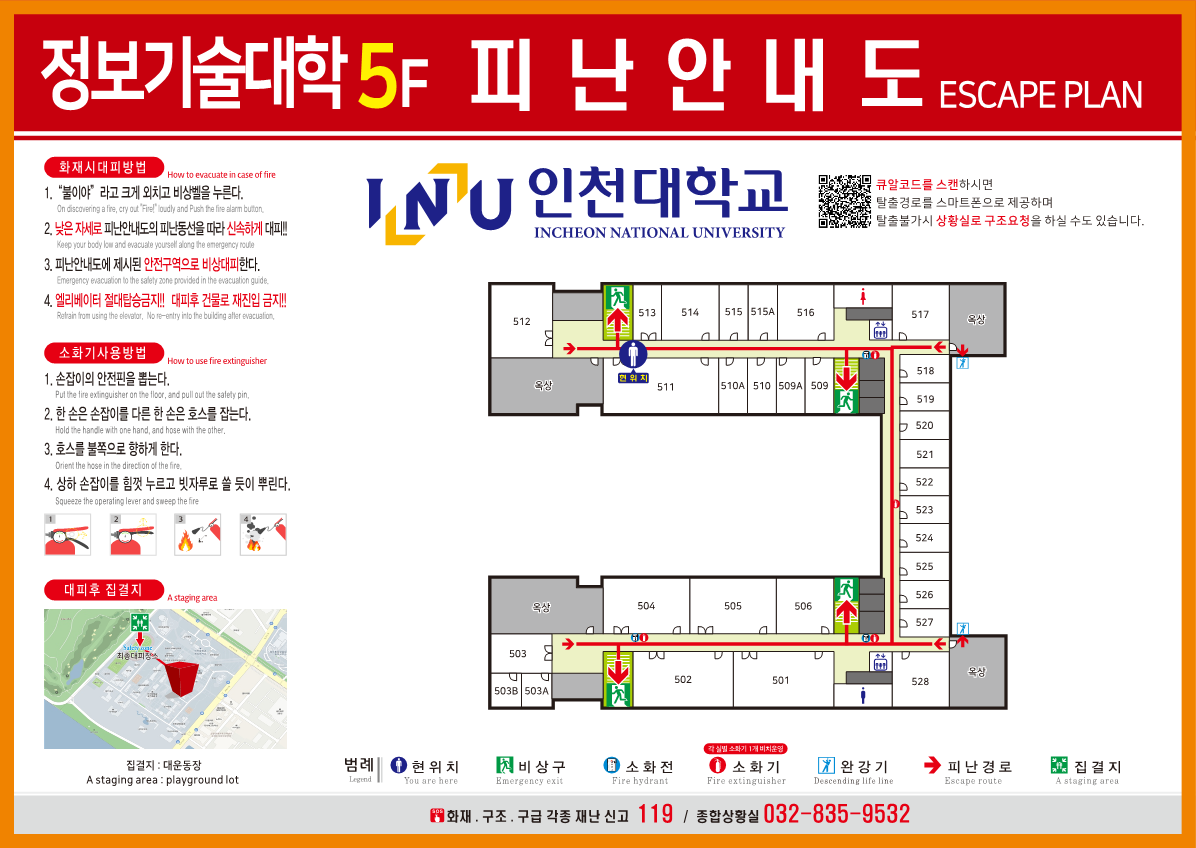 정보기술대학 5F 피난안내도 ESCAPE PLAN
화재시대피방법 How to evacuate in case of fire
1. “불이야” 라고 크게 외치고 비상벨을 누른다.
On discovering a fire, cry out "Fire!" loudly and Push the fire alarm button.
2. 낮은 자세로 피난안내도의 피난동선을 따라 신속하게 대피!!
Keep your body low and evacuate yourself along the emergency route
3. 피난안내도에 제시된 안전구역으로 비상대피한다.
Emergency evacuation to the safety zone provided in the evacuation guide.
4. 엘리베이터 절대탑승금지!! 대피후 건물로 재진입 금지!!
Refrain from using the elevator. No re-entry into the building after evacuation.
소화기사용방법 How to use fire extinguisher
1. 손잡이의 안전핀을 뽑는다.
Put the fire extinguisher on the floor, and pull out the safety pin.
2. 한 손은 손잡이를 다른 한 손은 호스를 잡는다.
Hold the handle with one hand, and hose with the other.
3. 호스를 불쪽으로 향하게 한다.
Orient the hose in the direction of the fire.
4. 상하 손잡이를 힘껏 누르고 빗자루로 쓸 듯이 뿌린다.
Squeeze the operating lever and sweep the fire
1 2 3 4
대피후 집결지 A staging area
Safety zone
최종대피장소
집결지 : 대운동장
A staging area : playground lot
INU 인천대학교
INCHEON NATIONAL UNIVERSITY
큐알코드를 스캔하시면
탈출경로를 스마트폰으로 제공하며
탈출불가시 상황실로 구조요청을 하실 수도 있습니다.
512 513 514 515 515A 516 517 옥상
현위치
옥상 511 510A 510 509A 509 518
519
520
521
522
523
524
525
526
527
옥상 504 505 506
503 503B 503A 502 501 528 옥상
각 실별 소화기 1개 비치운영
범례 현위치 비상구 소화전 소화기 완강기 피난경로 집결지
Legend You are here Emergency exit Fire hydrant Fire extinguisher Descending life line Escape route A staging area
SOS 화재 . 구조 . 구급 각종 재난 신고 119 / 종합상황실 032-835-9532